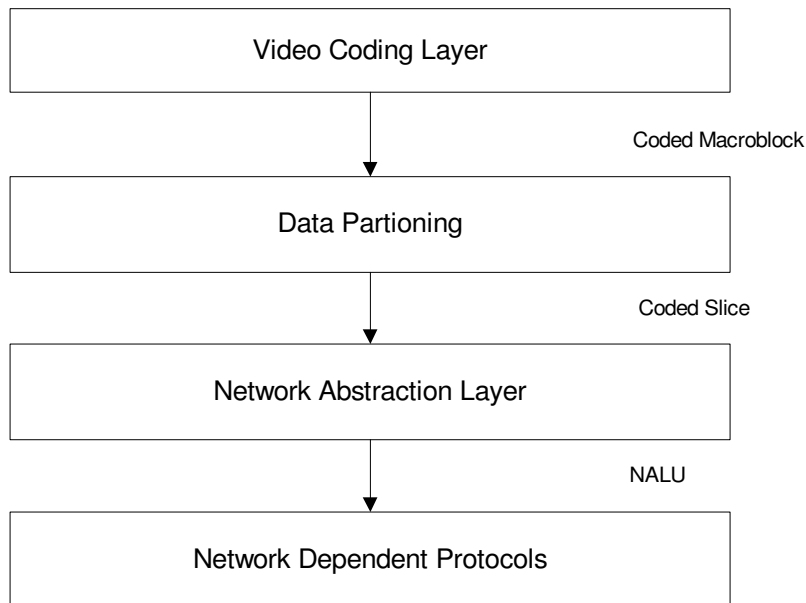 Video Coding Layer
Coded Macroblock
Data Partioning
Coded Slice
Network Abstraction Layer
NALU
Network Dependent Protocols